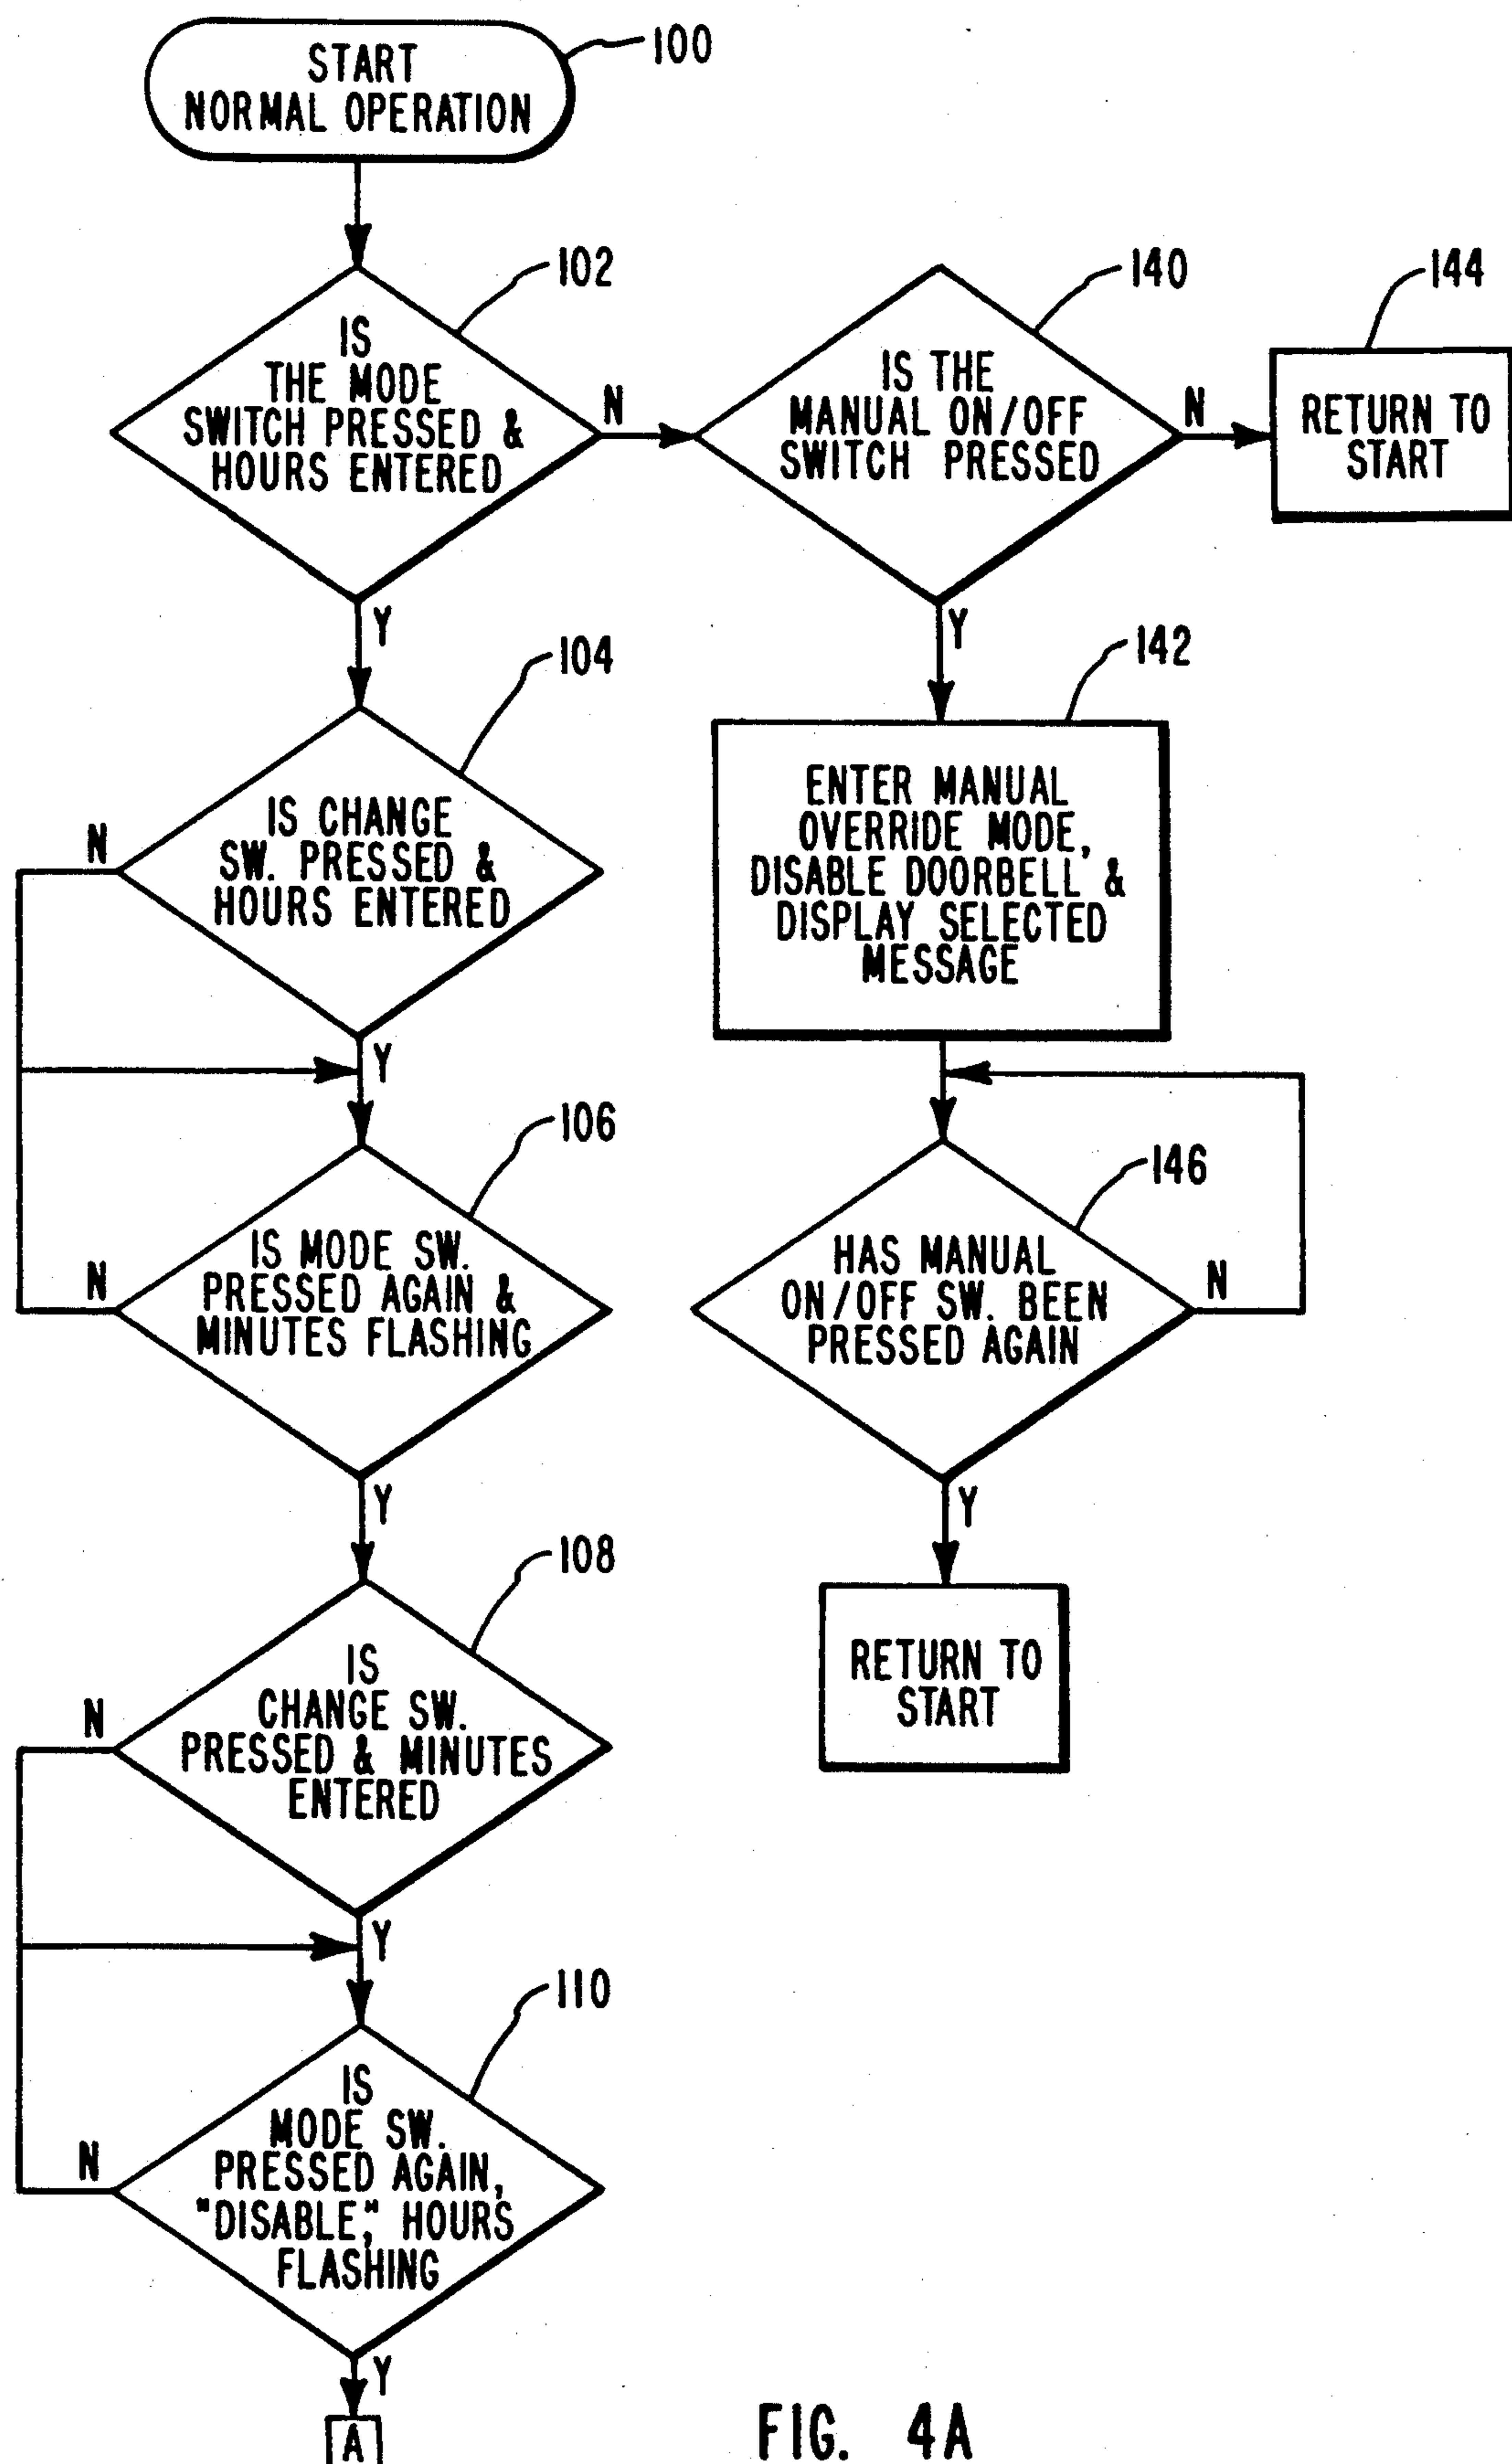 START
NORMAL OPERATION
100
IS
THE MODE
SWITCH PRESSED &
HOURS ENTERED
102
N
Y
IS THE
MANUAL ON/OFF
SWITCH PRESSED
140
N
Y
RETURN TO
START
144
IS CHANGE
SW. PRESSED &
HOURS ENTERED
104
N
Y
ENTER MANUAL
OVERRIDE MODE,
DISABLE DOORBELL &
DISPLAY SELECTED
MESSAGE
142
IS MODE SW.
PRESSED AGAIN &
MINUTES FLASHING
106
N
Y
HAS MANUAL
ON/OFF SW. BEEN
PRESSED AGAIN
146
N
Y
IS
CHANGE SW.
PRESSED & MINUTES
ENTERED
108
N
Y
RETURN TO
START
IS
MODE SW.
PRESSED AGAIN,
"DISABLE," HOURS
FLASHING
110
N
Y
A
FIG. 4A